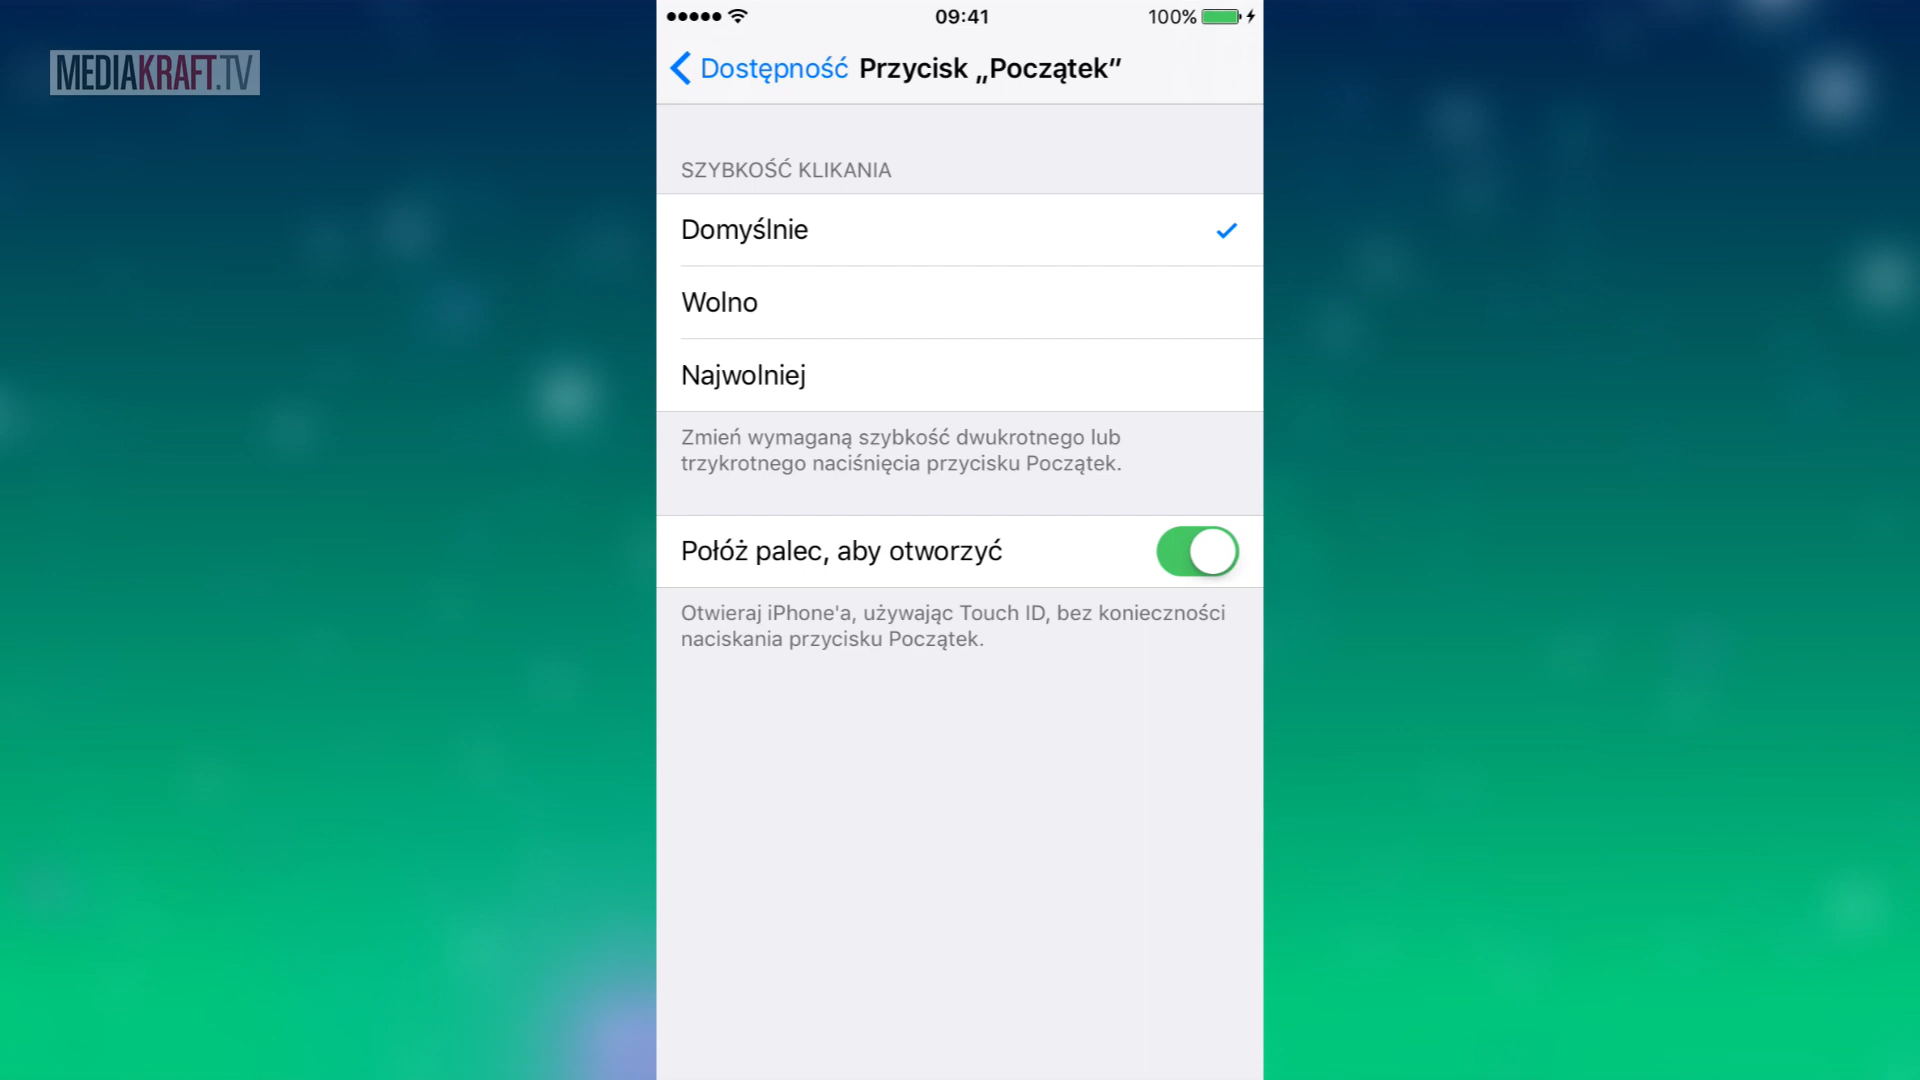 MEDIAKRAFT.TV
09:41
100%
Dostępność Przycisk „Początek”
SZYBKOŚĆ KLIKANIA
Domyślnie
Wolno
Najwolniej
Zmień wymaganą szybkość dwukrotnego lub
trzykrotnego naciśnięcia przycisku Początek.
Połóż palec, aby otworzyć
Otwieraj iPhone'a, używając Touch ID, bez konieczności
naciskania przycisku Początek.